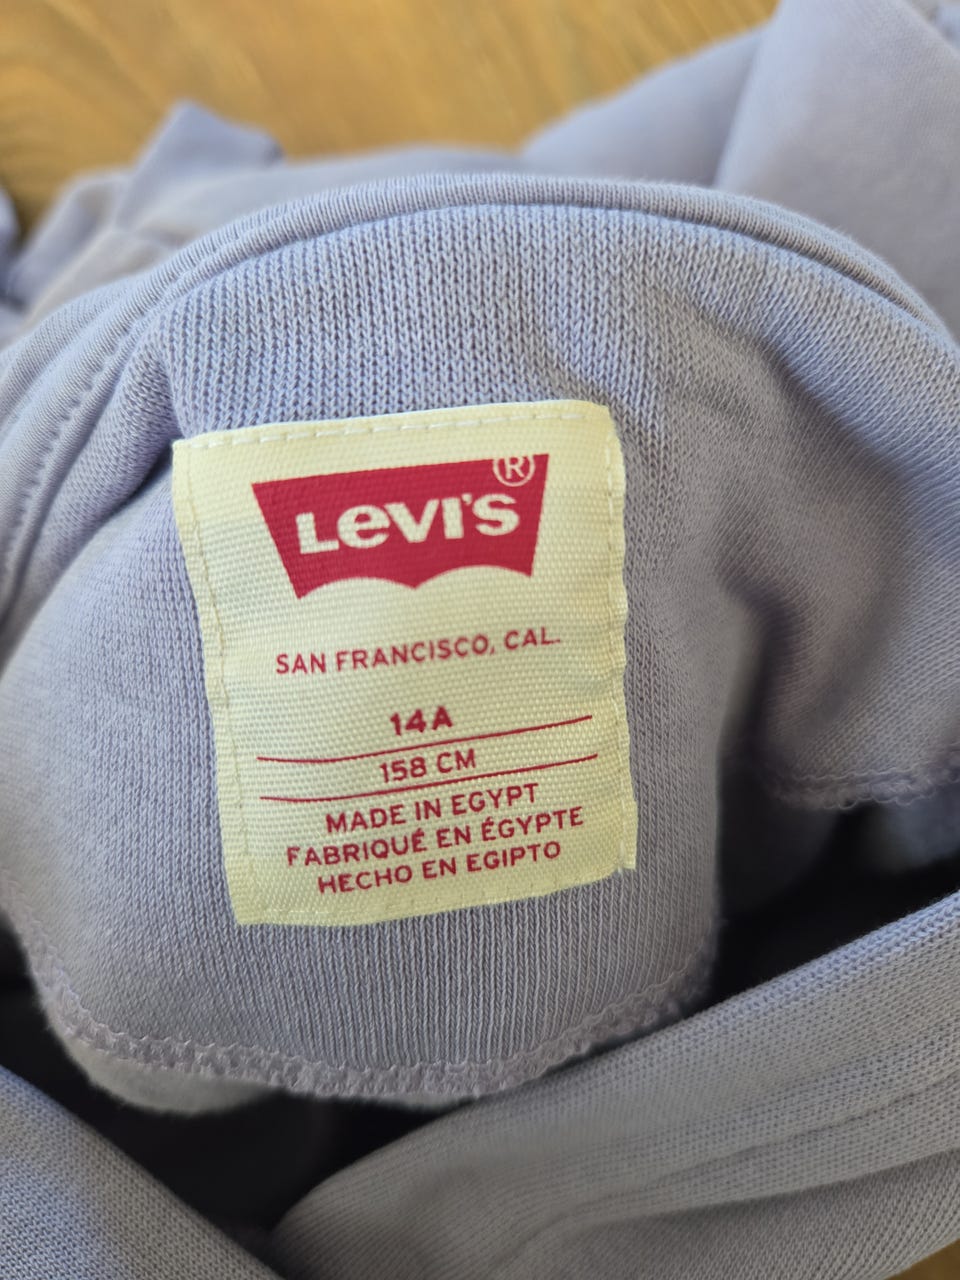 LEVI'S®
SAN FRANCISCO, CAL.
14A
158 CM
MADE IN EGYPT
FABRIQUÉ EN ÉGYPTE
HECHO EN EGIPTO